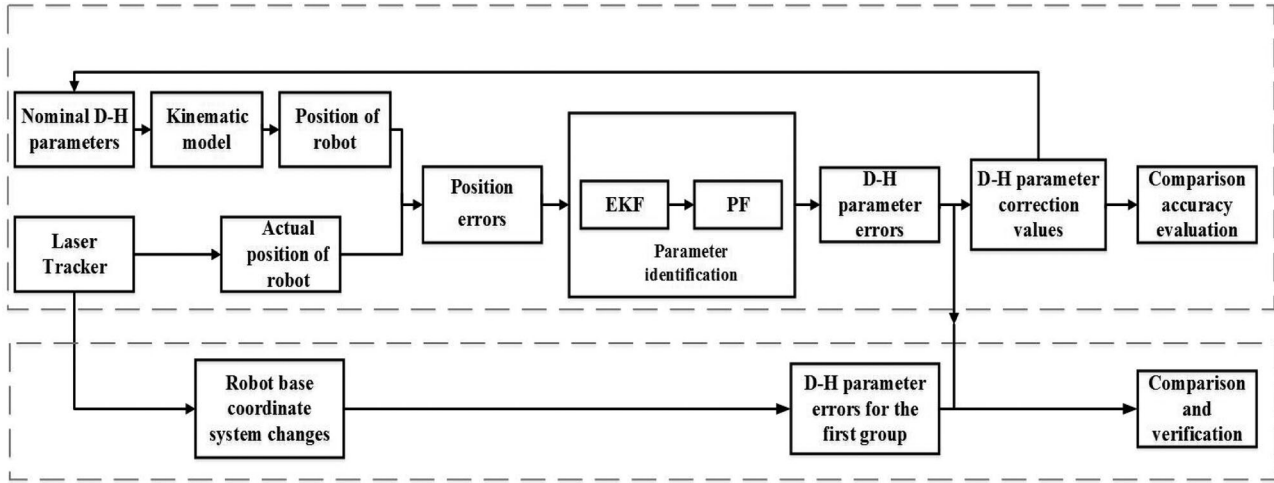 Nominal D-H
parameters
Kinematic
model
Position of
robot
Laser
Tracker
Actual
position of
robot
Position
errors
EKF
PF
Parameter
identification
D-H
parameter
errors
D-H parameter
correction
values
Comparison
accuracy
evaluation
Robot base
coordinate
system changes
D-H parameter
errors for the
first group
Comparison
and
verification